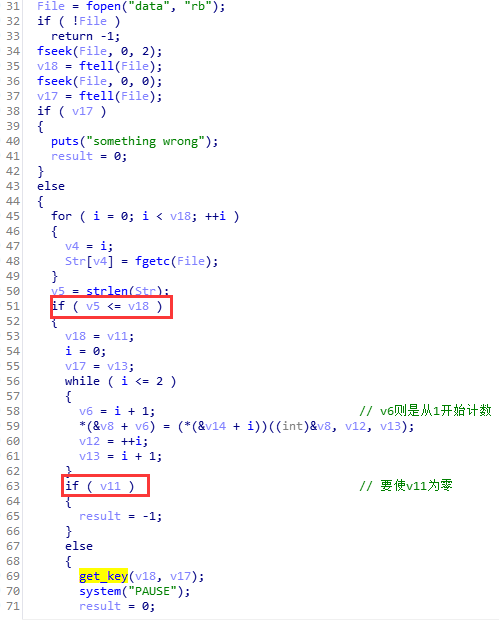 31 File = fopen("data", "rb");
32 if ( !File )
33 return -1;
34 fseek(File, 0, 2);
35 v18 = ftell(File);
36 fseek(File, 0, 0);
37 v17 = ftell(File);
38 if ( v17 )
39 {
40 puts("something wrong");
41 result = 0;
42 }
43 else
44 {
45 for ( i = 0; i < v18; ++i )
46 {
47 v4 = i;
48 Str[v4] = fgetc(File);
49 }
50 v5 = strlen(Str);
51 if ( v5 <= v18 )
52 {
53 v18 = v11;
54 i = 0;
55 v17 = v13;
56 while ( i <= 2 )
57 {
58 v6 = i + 1; // v6则是从1开始计数
59 *(&v8 + v6) = (*(&v14 + i))((int)&v8, v12, v13);
60 v12 = ++i;
61 v13 = i + 1;
62 }
63 if ( v11 ) // 要使v11为零
64 {
65 result = -1;
66 }
67 else
68 {
69 get_key(v18, v17);
70 system("PAUSE");
71 result = 0;